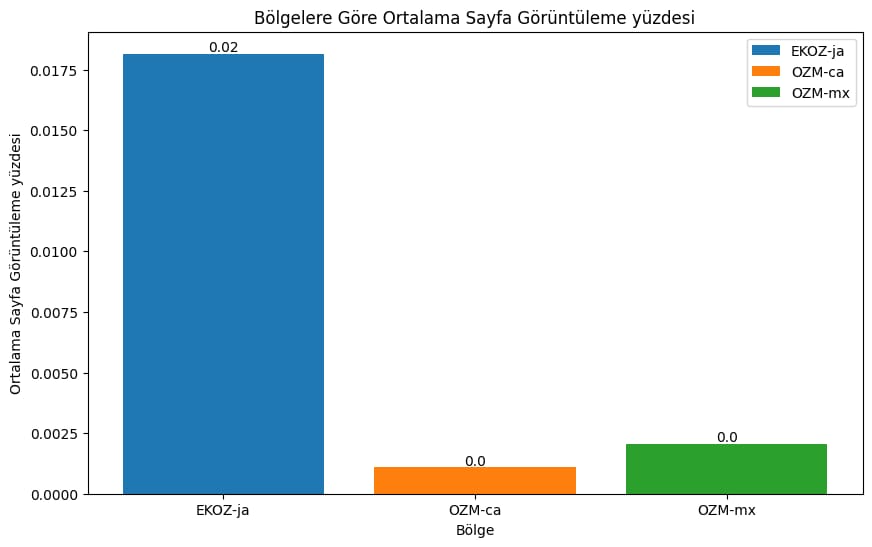 Bölgelere Göre Ortalama Sayfa Görüntüleme yüzdesi
EKOZ-ja
OZM-ca
OZM-mx
0.02
0.0
0.0
0.0175
0.0150
0.0125
0.0100
0.0075
0.0050
0.0025
0.0000
Ortalama Sayfa Görüntüleme yüzdesi
EKOZ-ja
OZM-ca
OZM-mx
Bölge